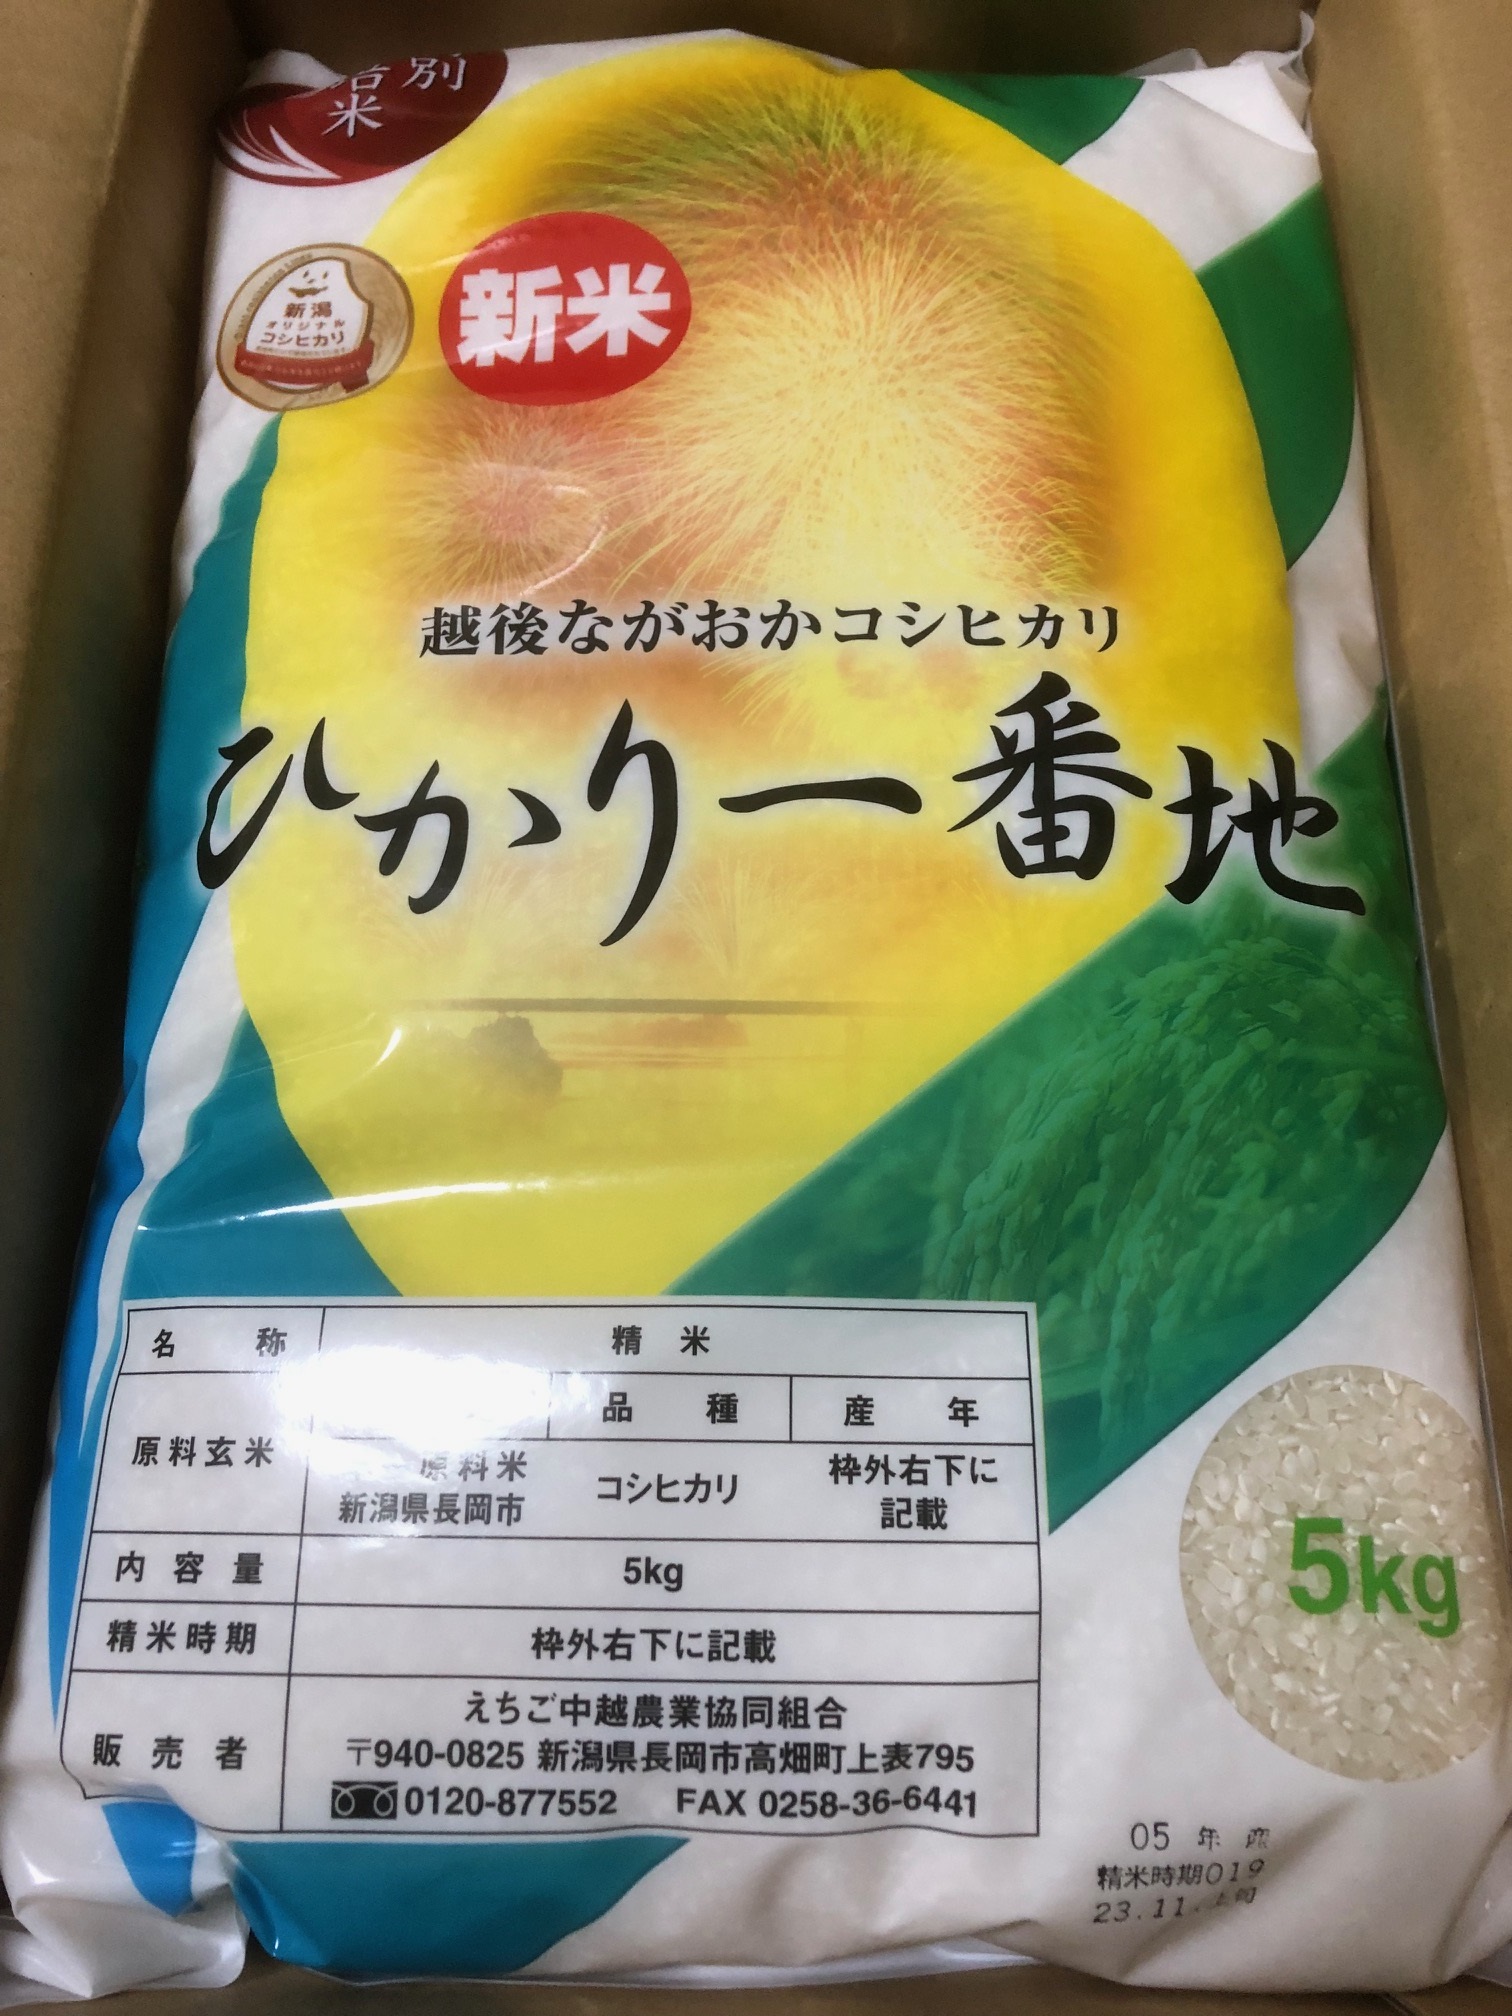 別
米
新潟
オリジナル
コシヒカリ
新米
越後ながおかコシヒカリ
ひかり一番地
名 称 精 米
品 種 産 年
原料玄米 原料米 新潟県長岡市 コシヒカリ 枠外右下に記載
内 容 量 5kg
精米時期 枠外右下に記載
販 売 者 えちご中越農業協同組合
〒940-0825 新潟県長岡市高畑町上表795
0120-877552 FAX 0258-36-6441
5kg
05 年 産
精米時期019
23.11.上旬